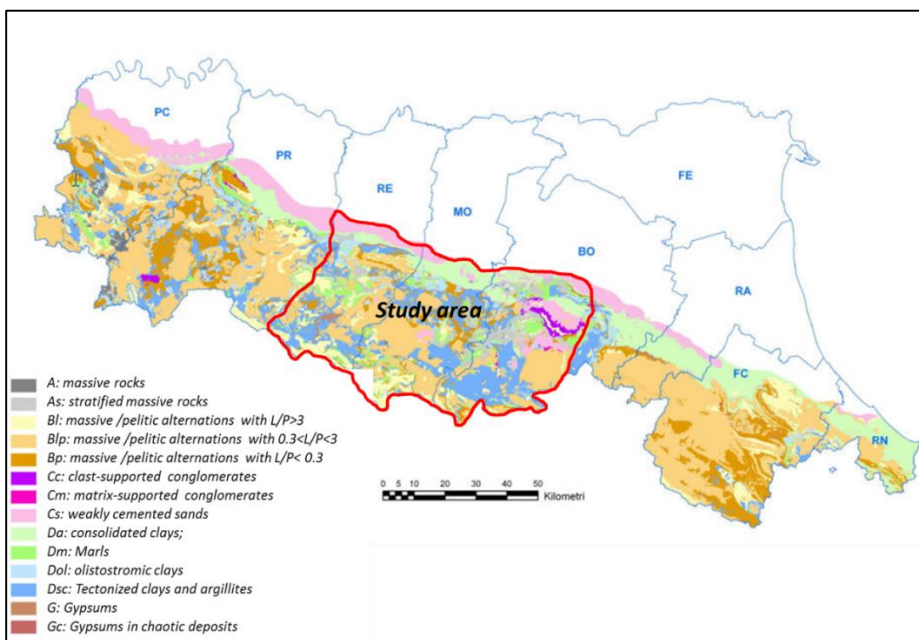 PC
PR
RE
MO
FE
BO
RA
FC
RN
Study area
A: massive rocks
As: stratified massive rocks
Bl: massive /pelitic alternations with L/P>3
Blp: massive /pelitic alternations with 0.3<L/P<3
Bp: massive /pelitic alternations with L/P< 0.3
Cc: clast-supported conglomerates
Cm: matrix-supported conglomerates
Cs: weakly cemented sands
Da: consolidated clays;
Dm: Marls
Dol: olistostromic clays
Dsc: Tectonized clays and argillites
G: Gypsums
Gc: Gypsums in chaotic deposits
0 5 10 20 30 40 50
Kilometri